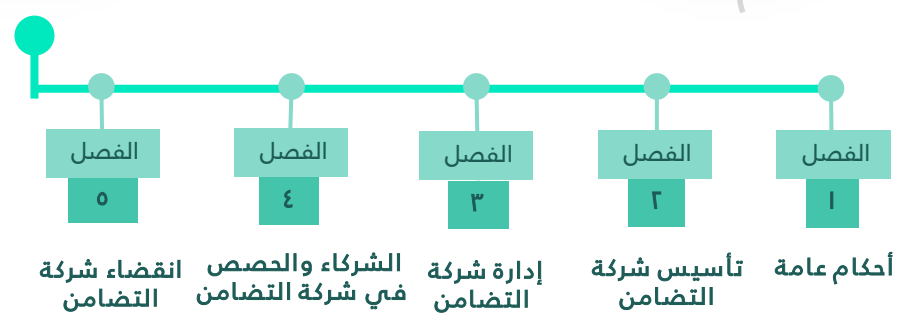 الفصل
١
أحكام عامة
الفصل
٢
تأسيس شركة
التضامن
الفصل
٣
إدارة شركة
التضامن
الفصل
٤
الشركاء والحصص
في شركة التضامن
الفصل
٥
انقضاء شركة
التضامن